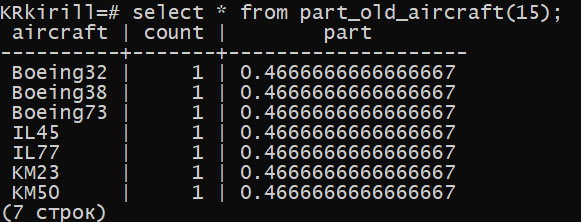 KRkirill=# select * from part_old_aircraft(15);
 aircraft | count |        part
----------+-------+--------------------
 Boeing32 |     1 | 0.4666666666666667
 Boeing38 |     1 | 0.4666666666666667
 Boeing73 |     1 | 0.4666666666666667
 IL45     |     1 | 0.4666666666666667
 IL77     |     1 | 0.4666666666666667
 KM23     |     1 | 0.4666666666666667
 KM50     |     1 | 0.4666666666666667
(7 строк)